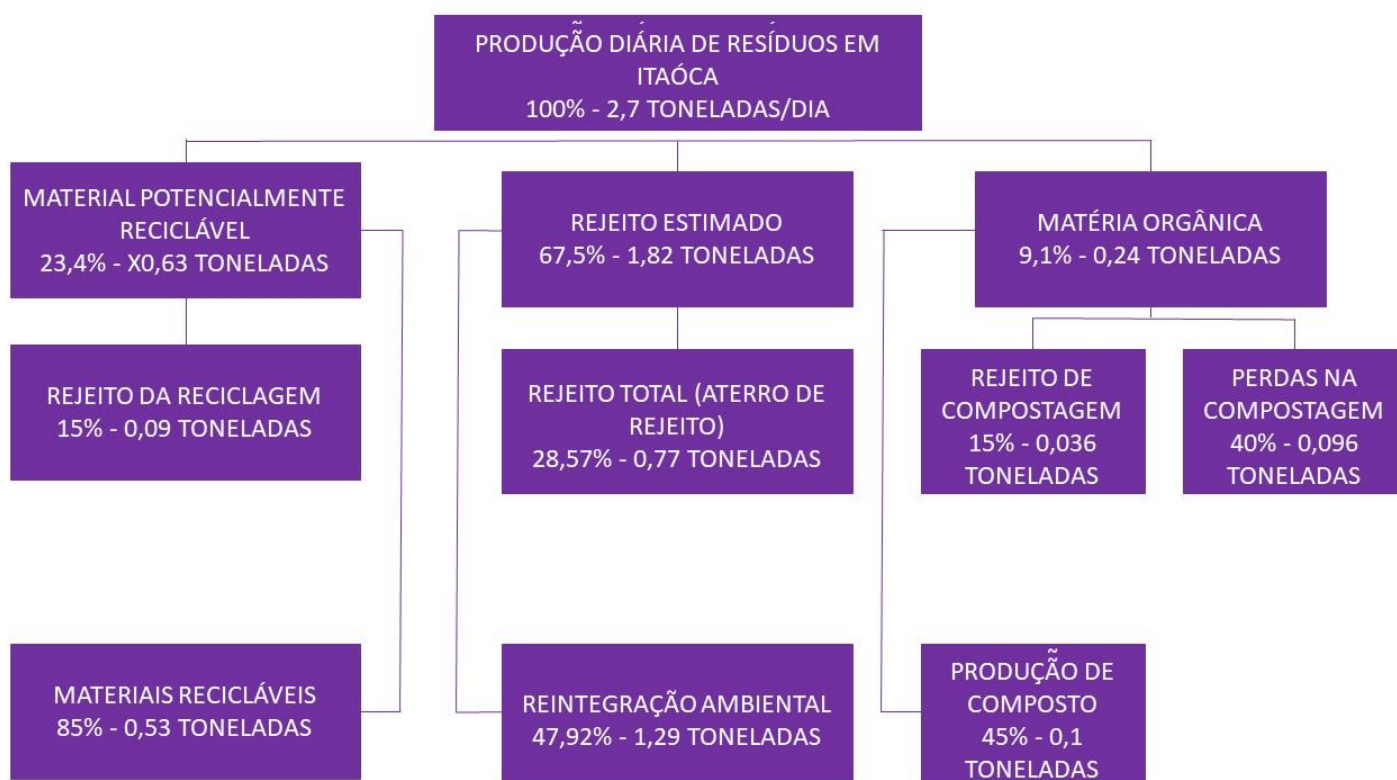 PRODUÇÃO DIÁRIA DE RESÍDUOS EM
ITAÓCA
100% - 2,7 TONELADAS/DIA
MATERIAL POTENCIALMENTE
RECICLÁVEL
23,4% - X0,63 TONELADAS
REJEITO ESTIMADO
67,5% - 1,82 TONELADAS
MATÉRIA ORGÂNICA
9,1% - 0,24 TONELADAS
REJEITO DA RECICLAGEM
15% - 0,09 TONELADAS
REJEITO TOTAL (ATERRO DE
REJEITO)
28,57% - 0,77 TONELADAS
REJEITO DE
COMPOSTAGEM
15% - 0,036
TONELADAS
PERDAS NA
COMPOSTAGEM
40% - 0,096
TONELADAS
MATERIAIS RECICLÁVEIS
85% - 0,53 TONELADAS
REINTEGRAÇÃO AMBIENTAL
47,92% - 1,29 TONELADAS
PRODUÇÃO DE
COMPOSTO
45% - 0,1
TONELADAS